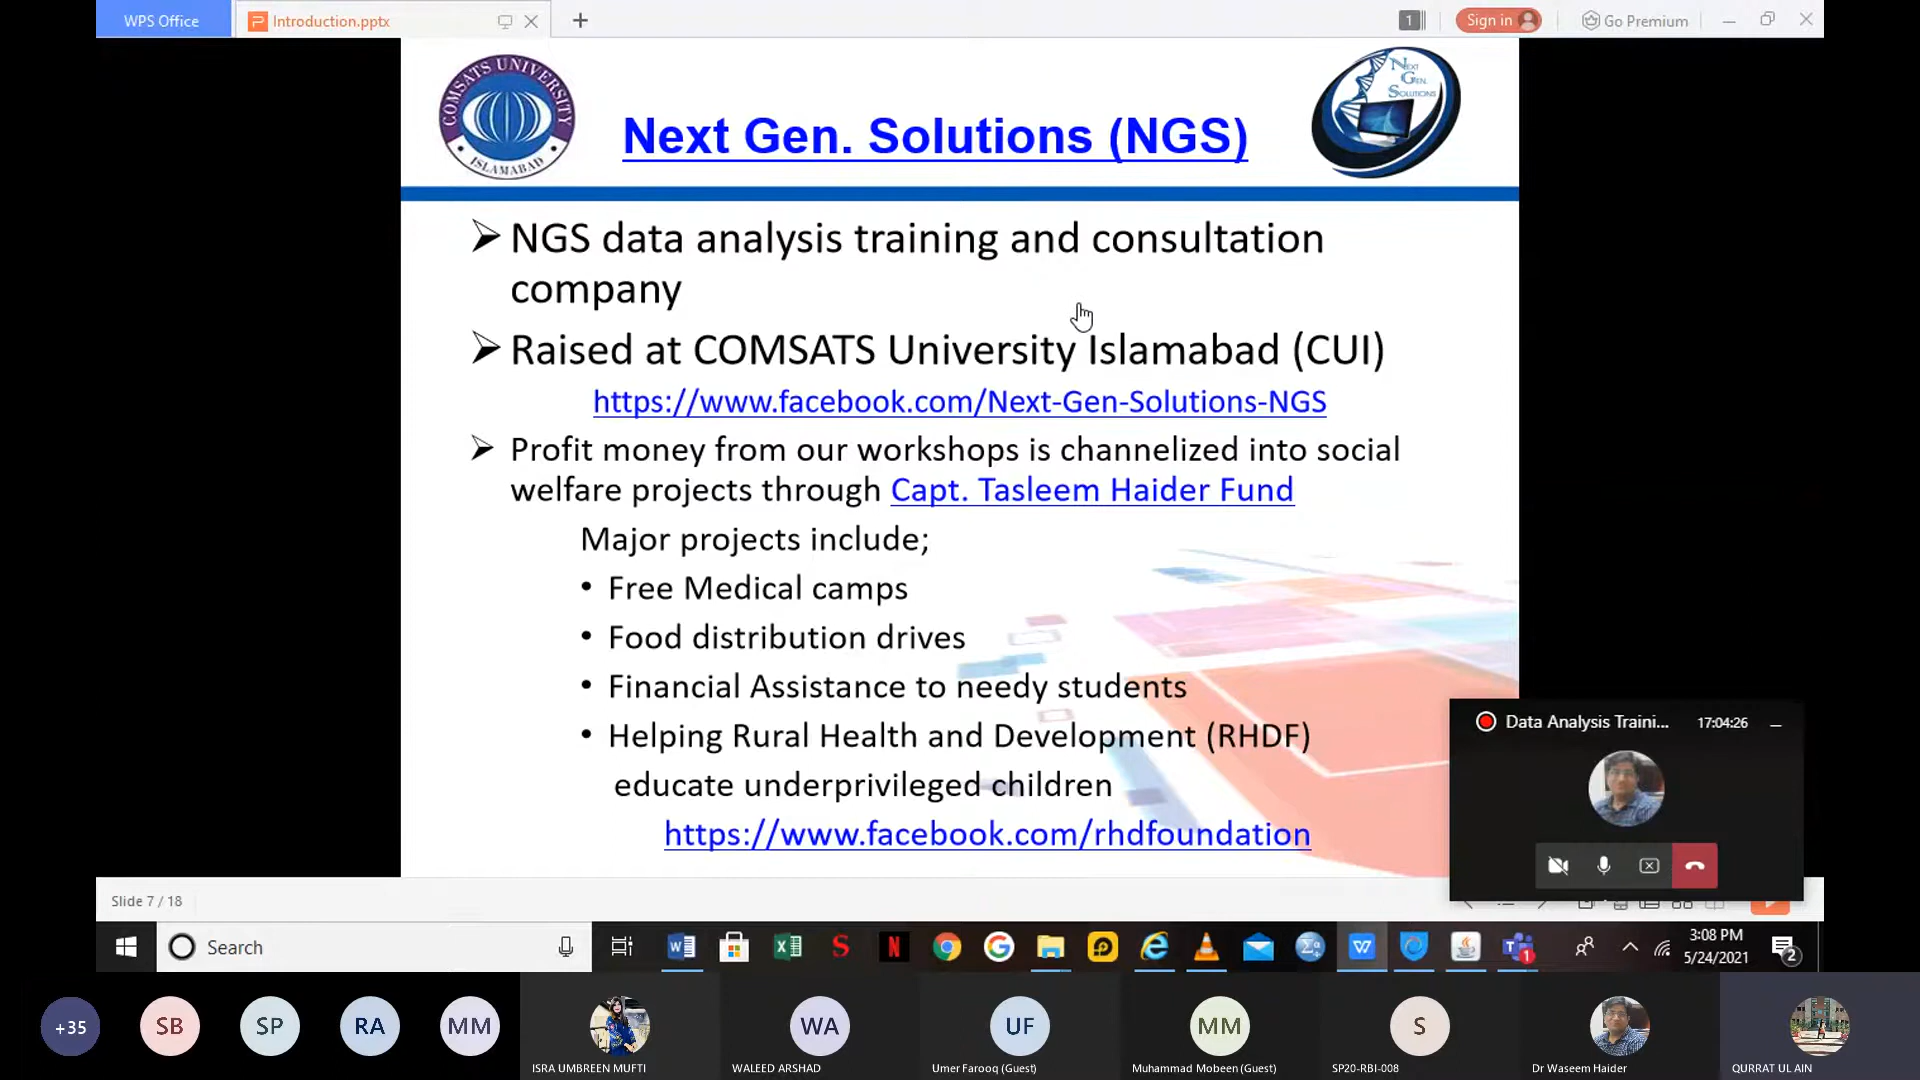 WPS Office
Introduction.pptx
1
Sign in
Go Premium
COMSATS UNIVERSITY
ISLAMABAD
Next Gen. Solutions (NGS)
NEXT
GEN.
SOLUTIONS
NGS data analysis training and consultation
company
Raised at COMSATS University Islamabad (CUI)
https://www.facebook.com/Next-Gen-Solutions-NGS
Profit money from our workshops is channelized into social
welfare projects through Capt. Tasleem Haider Fund
Major projects include;
• Free Medical camps
• Food distribution drives
• Financial Assistance to needy students
• Helping Rural Health and Development (RHDF)
educate underprivileged children
https://www.facebook.com/rhdfoundation
Data Analysis Traini... 17:04:26
Slide 7 / 18
Search
3:08 PM
5/24/2021
2
1
+35
SB
SP
RA
MM
WA
UF
MM
S
ISRA UMBREEN MUFTI
WALEED ARSHAD
Umer Farooq (Guest)
Muhammad Mobeen (Guest)
SP20-RBI-008
Dr Waseem Haider
QURRAT UL AIN